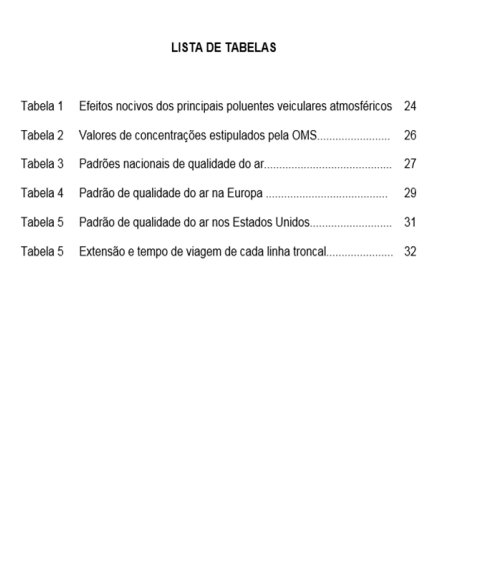 LISTA DE TABELAS
Tabela 1 Efeitos nocivos dos principais poluentes veiculares atmosféricos 24
Tabela 2 Valores de concentrações estipulados pela OMS........................ 26
Tabela 3 Padrões nacionais de qualidade do ar.......................................... 27
Tabela 4 Padrão de qualidade do ar na Europa ........................................ 29
Tabela 5 Padrão de qualidade do ar nos Estados Unidos........................... 31
Tabela 5 Extensão e tempo de viagem de cada linha troncal...................... 32